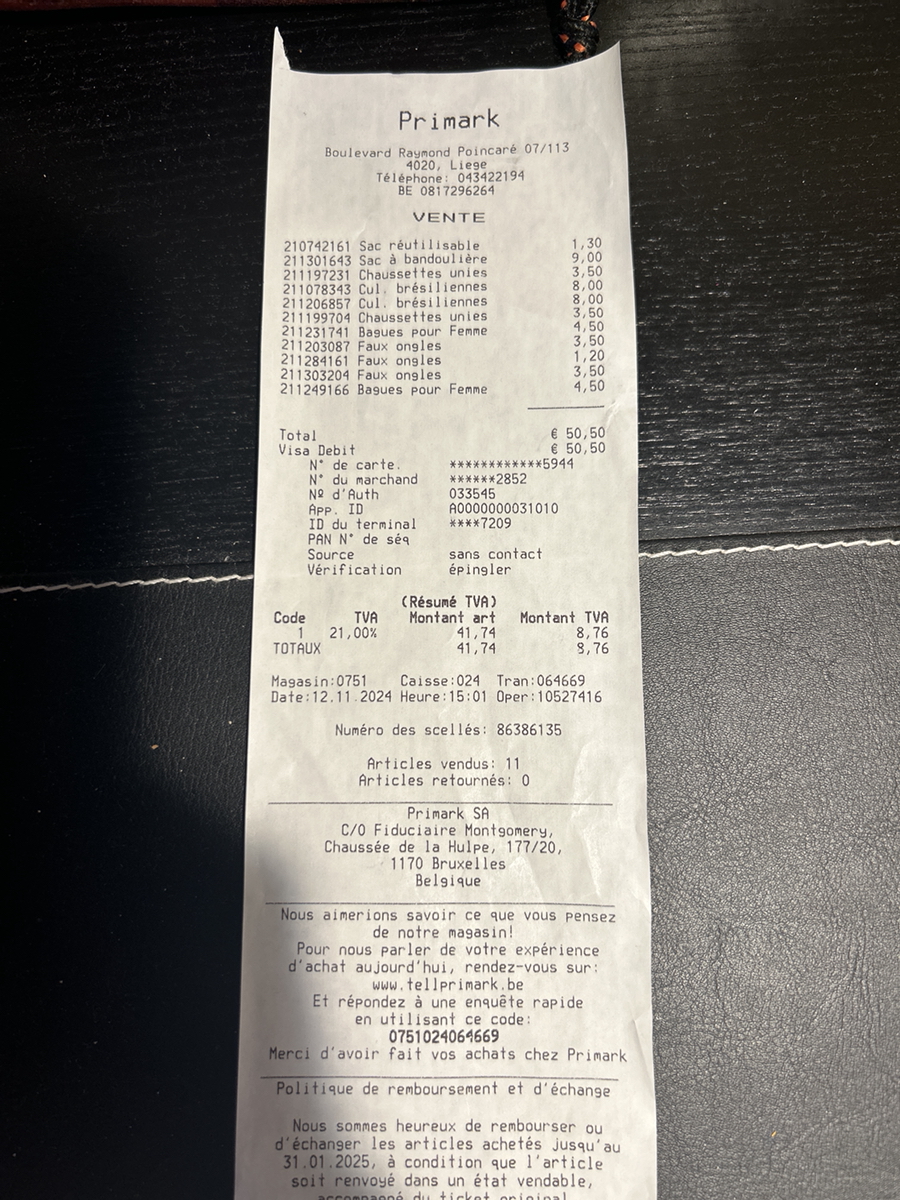 Primark
Boulevard Raymond Poincaré 07/113
4020, Liege
Téléphone: 043422194
BE 0817296264
VENTE
210742161 Sac réutilisable 1,30
211301643 Sac à bandoulière 9,00
211197231 Chaussettes unies 3,50
211078343 Cul. brésiliennes 8,00
211206857 Cul. brésiliennes 8,00
211199704 Chaussettes unies 3,50
211231741 Bagues pour Femme 4,50
211203087 Faux ongles 3,50
211284161 Faux ongles 1,20
211303204 Faux ongles 3,50
211249166 Bagues pour Femme 4,50
Total € 50,50
Visa Debit € 50,50
N° de carte. ************5944
N° du marchand ******2852
Nº d'Auth 033545
App. ID A0000000031010
ID du terminal ****7209
PAN N° de séq
Source sans contact
Vérification épingler
(Résumé TVA)
Code TVA Montant art Montant TVA
1 21,00% 41,74 8,76
TOTAUX 41,74 8,76
Magasin:0751 Caisse:024 Tran:064669
Date:12.11.2024 Heure:15:01 Oper:10527416
Numéro des scellés: 86386135
Articles vendus: 11
Articles retournés: 0
Primark SA
C/O Fiduciaire Montgomery,
Chaussée de la Hulpe, 177/20,
1170 Bruxelles
Belgique
Nous aimerions savoir ce que vous pensez
de notre magasin!
Pour nous parler de votre expérience
d'achat aujourd'hui, rendez-vous sur:
www.tellprimark.be
Et répondez à une enquête rapide
en utilisant ce code:
0751024064669
Merci d'avoir fait vos achats chez Primark
Politique de remboursement et d'échange
Nous sommes heureux de rembourser ou
d'échanger les articles achetés jusqu'au
31.01.2025, à condition que l'article
soit renvoyé dans un état vendable,
accompagné du ticket original